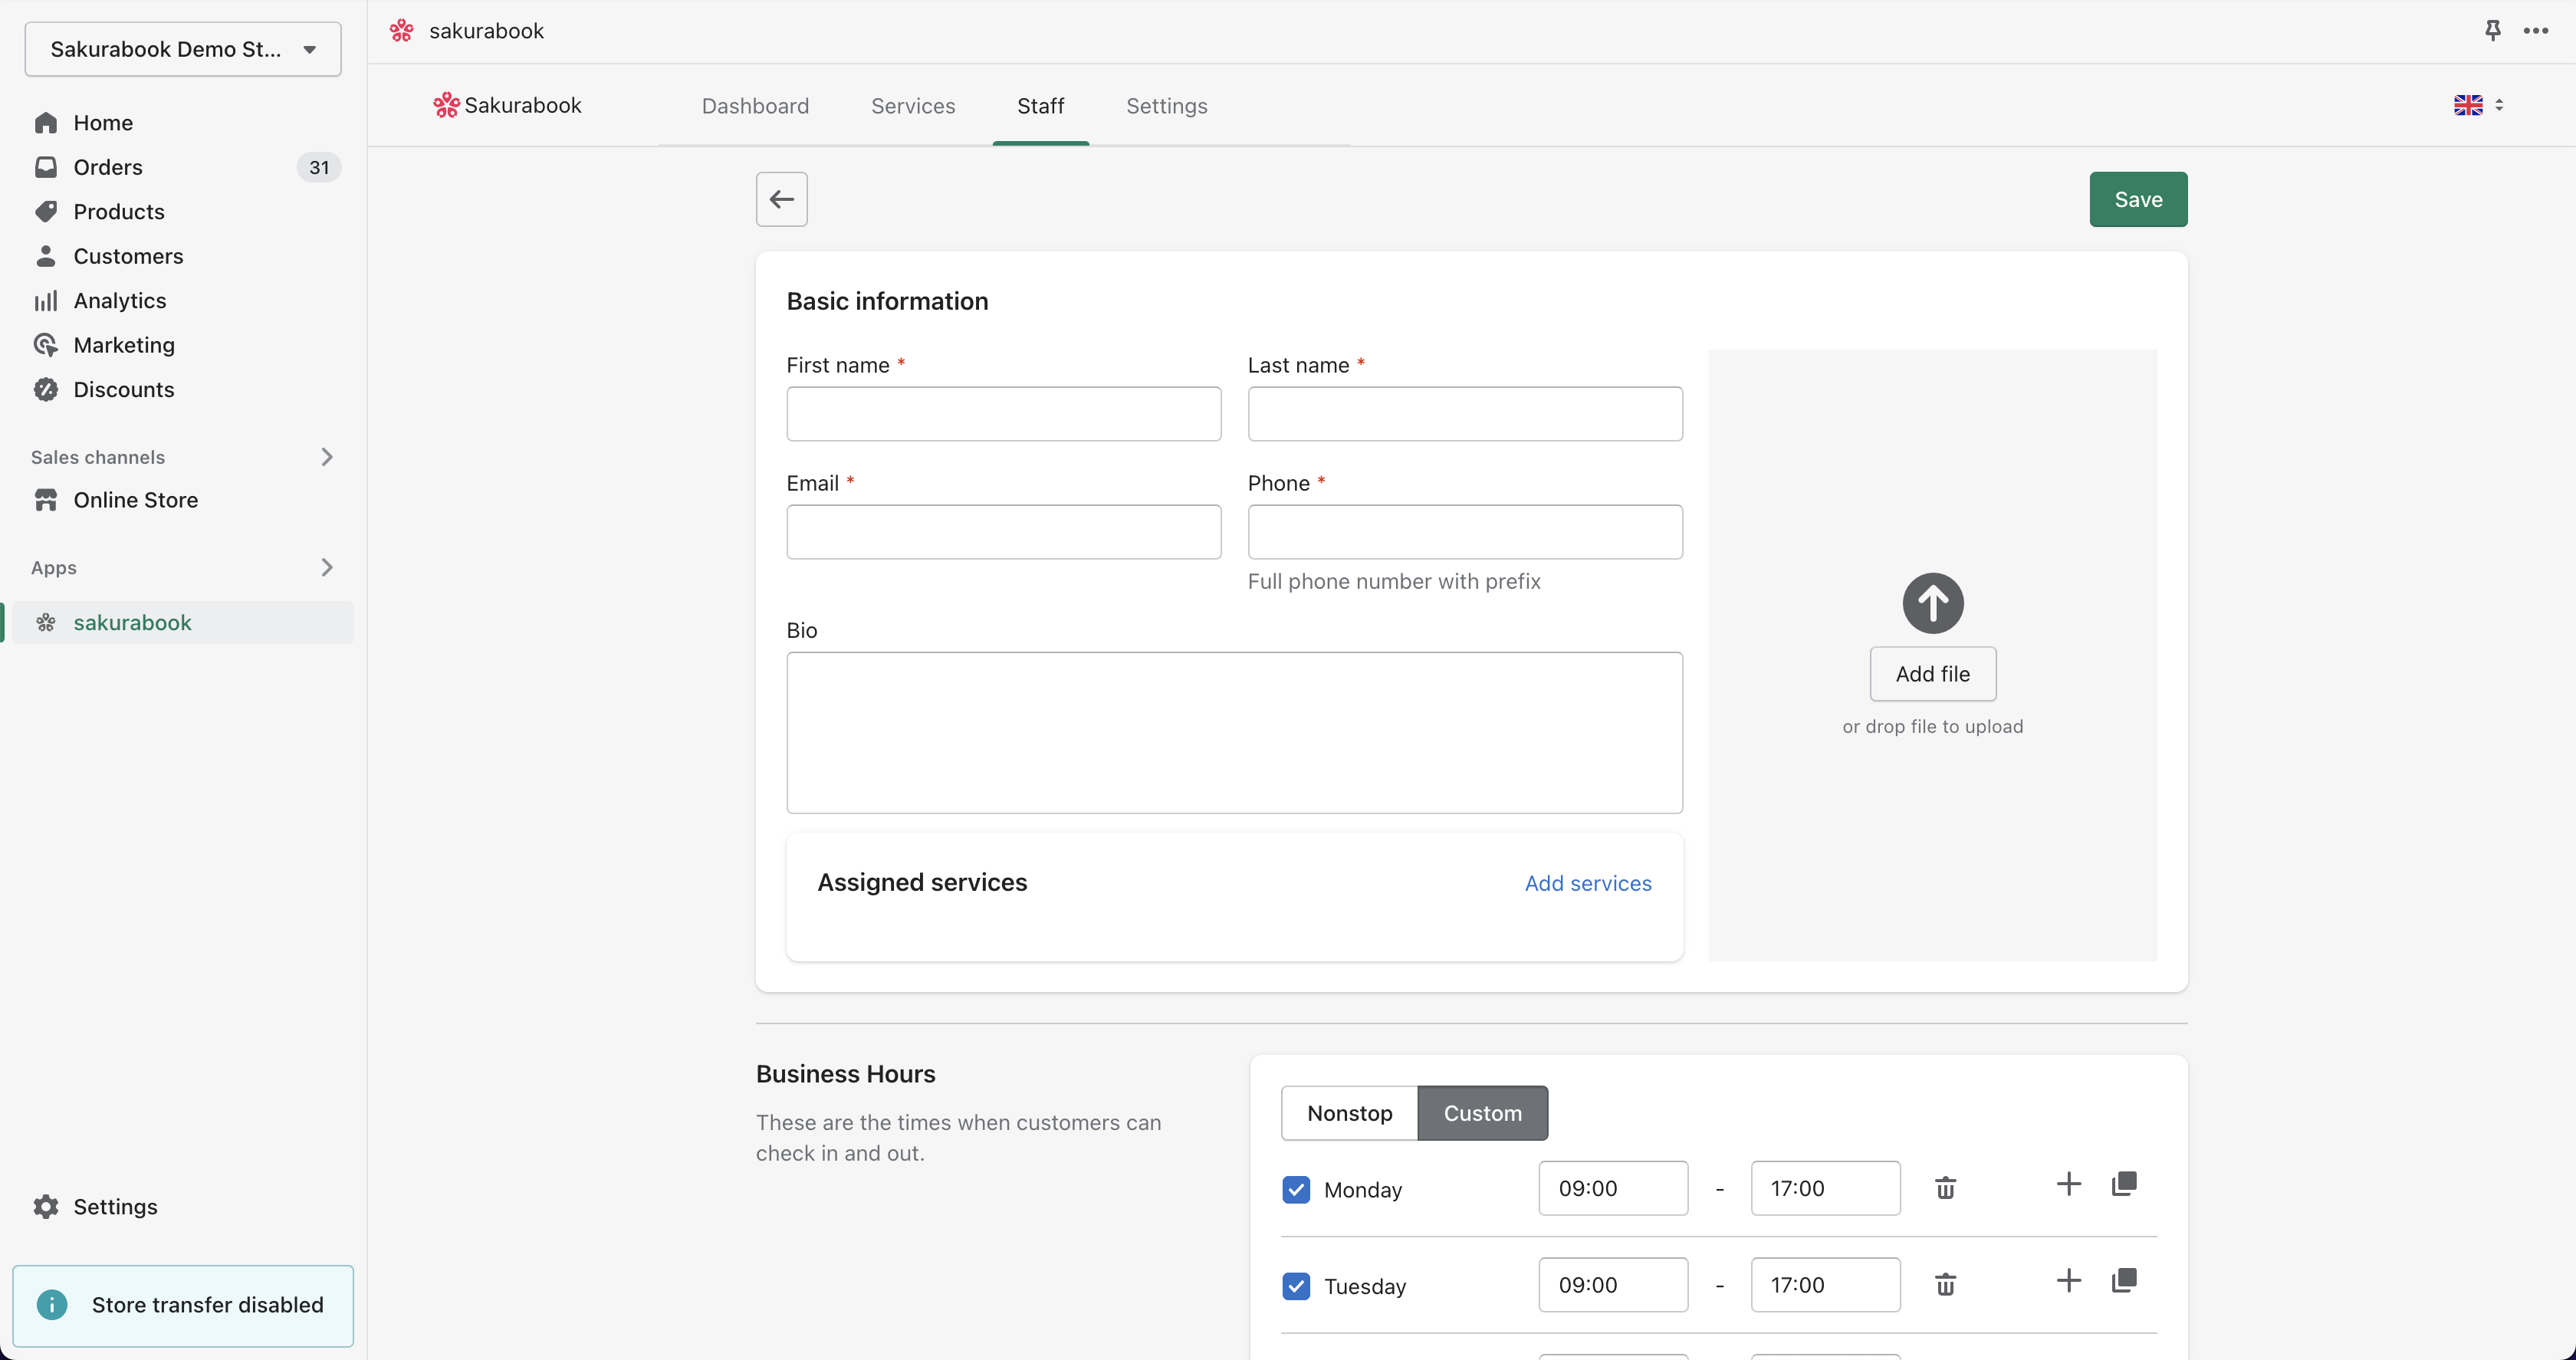 Sakurabook Demo St...
Home
Orders 31
Products
Customers
Analytics
Marketing
Discounts
Sales channels
Online Store
Apps
sakurabook
Settings
Store transfer disabled
sakurabook
Sakurabook Dashboard Services Staff Settings
Save
Basic information
First name * Last name *
Email * Phone *
Full phone number with prefix
Bio
Add file
or drop file to upload
Assigned services Add services
Business Hours
These are the times when customers can
check in and out.
Nonstop Custom
Monday 09:00 - 17:00
Tuesday 09:00 - 17:00